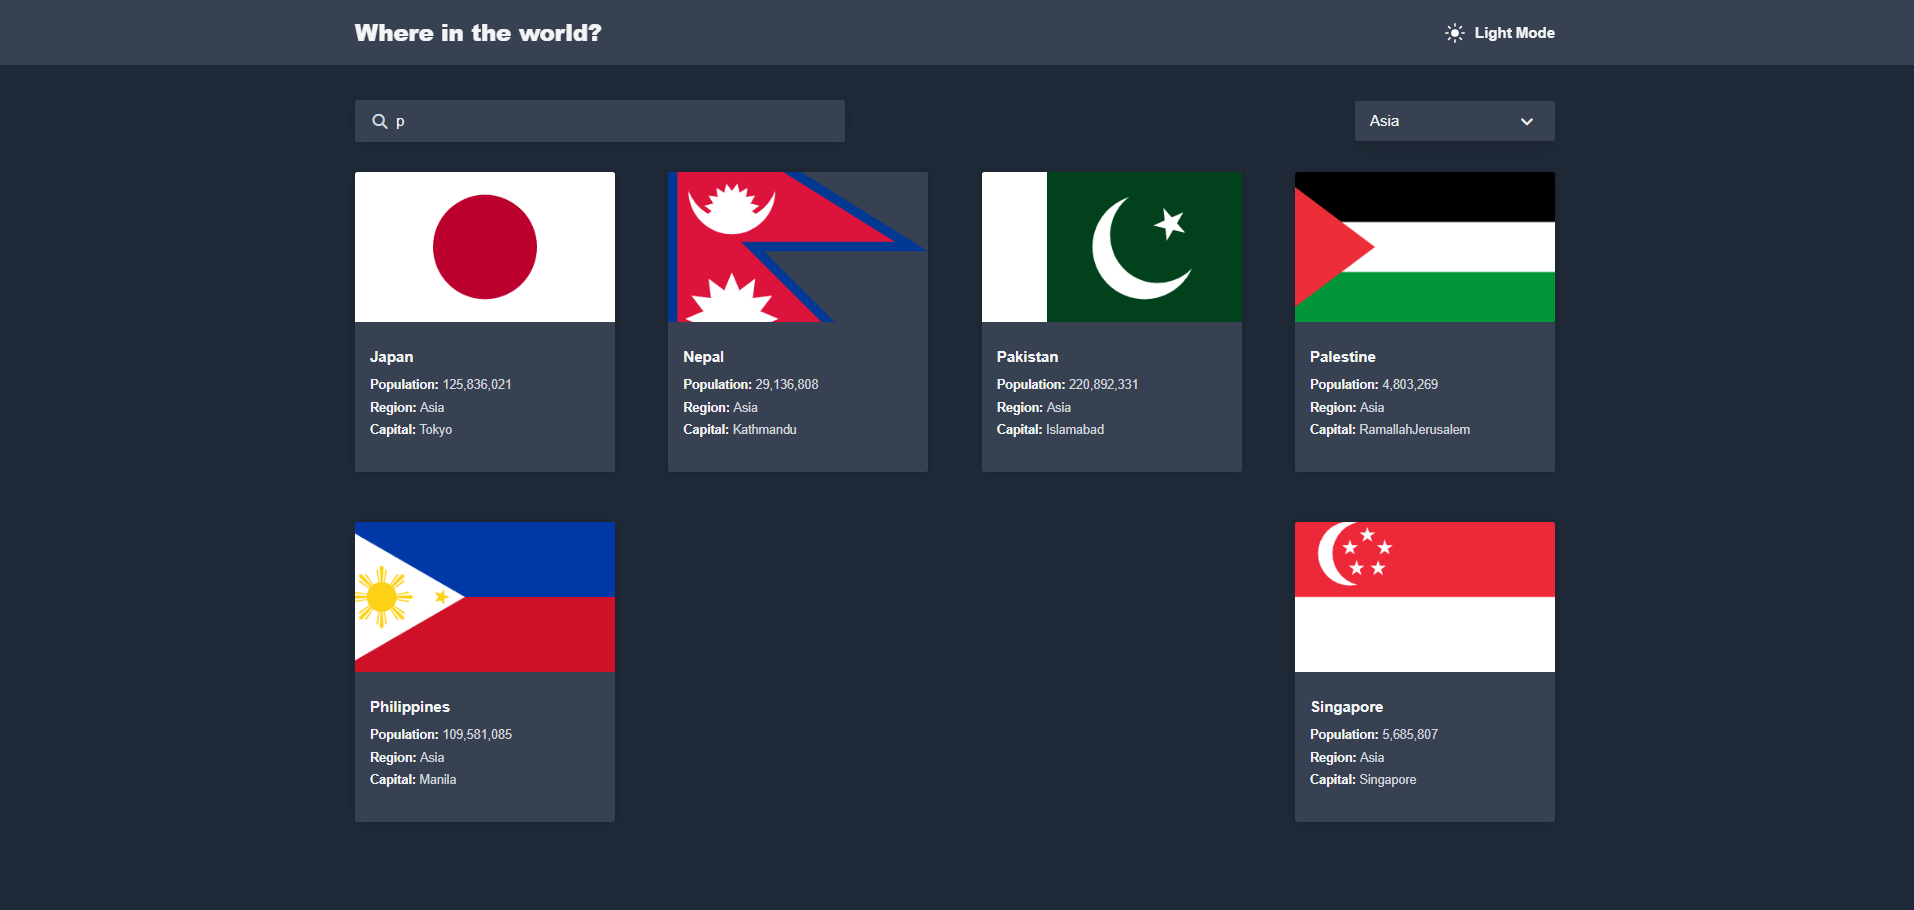 Where in the world?
Light Mode
p
Asia
Japan
Population: 125,836,021
Region: Asia
Capital: Tokyo
Nepal
Population: 29,136,808
Region: Asia
Capital: Kathmandu
Pakistan
Population: 220,892,331
Region: Asia
Capital: Islamabad
Palestine
Population: 4,803,269
Region: Asia
Capital: RamallahJerusalem
Philippines
Population: 109,581,085
Region: Asia
Capital: Manila
Singapore
Population: 5,685,807
Region: Asia
Capital: Singapore